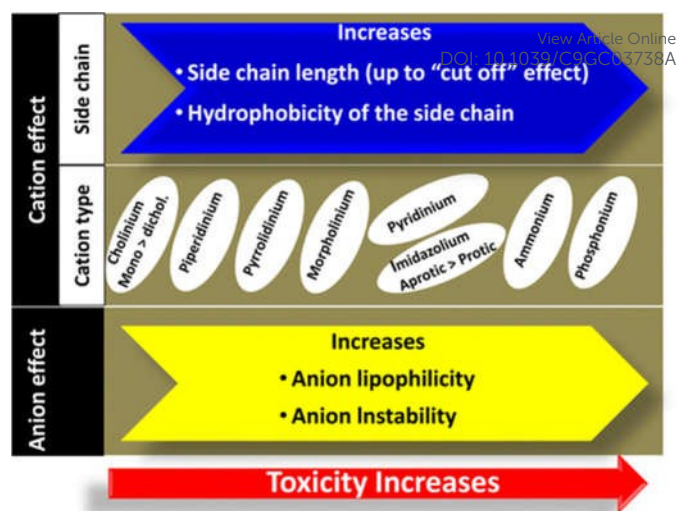 View Article Online
DOI: 10.1039/C9GC03738A
Cation effect
Side chain
Increases
• Side chain length (up to “cut off” effect)
• Hydrophobicity of the side chain
Cation type
Cholinium
Mono > dichol.
Piperidinium
Pyrrolidinium
Morpholinium
Pyridinium
Imidazolium
Aprotic > Protic
Ammonium
Phosphonium
Anion effect
Increases
• Anion lipophilicity
• Anion Instability
Toxicity Increases